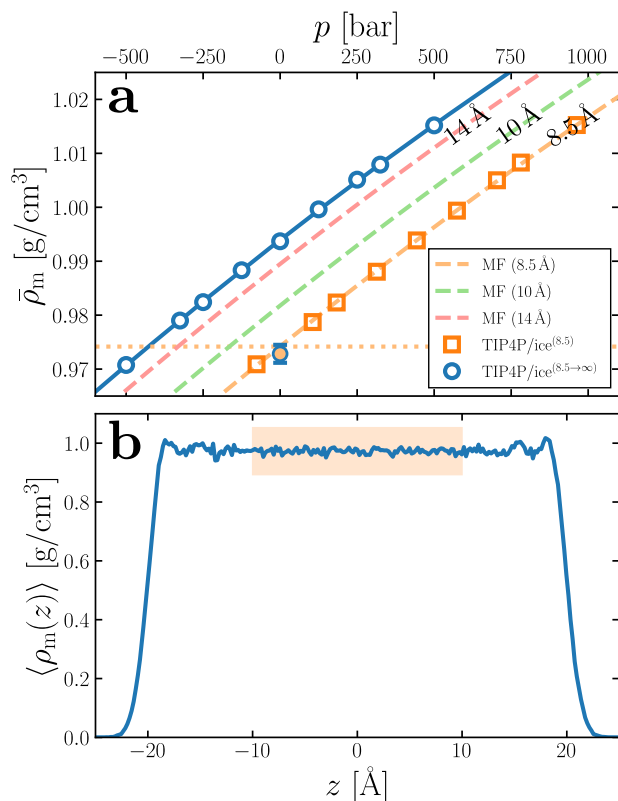 p [bar]
−500 −250 0 250 500 750 1000
a
14 Å
10 Å
8.5 Å
1.02
1.01
1.00
0.99
0.98
0.97
ρ̄ₘ [g/cm³]
MF (8.5 Å)
MF (10 Å)
MF (14 Å)
TIP4P/ice⁽⁸·⁵⁾
TIP4P/ice⁽⁸·⁵→∞⁾
b
1.0
0.8
0.6
0.4
0.2
0.0
⟨ρₘ(z)⟩ [g/cm³]
−20 −10 0 10 20
z [Å]